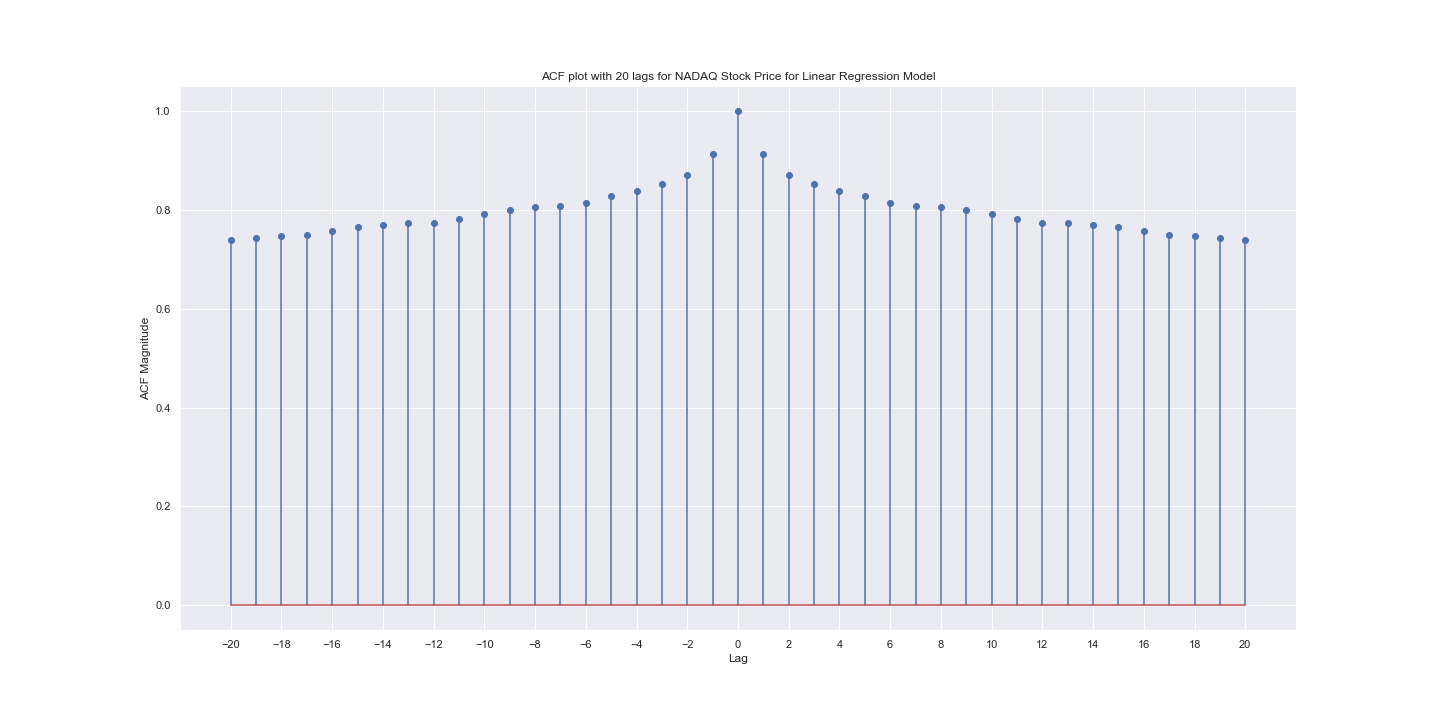 ACF plot with 20 lags for NADAQ Stock Price for Linear Regression Model
1.0
0.8
0.6
0.4
0.2
0.0
ACF Magnitude
−20 −18 −16 −14 −12 −10 −8 −6 −4 −2 0 2 4 6 8 10 12 14 16 18 20
Lag